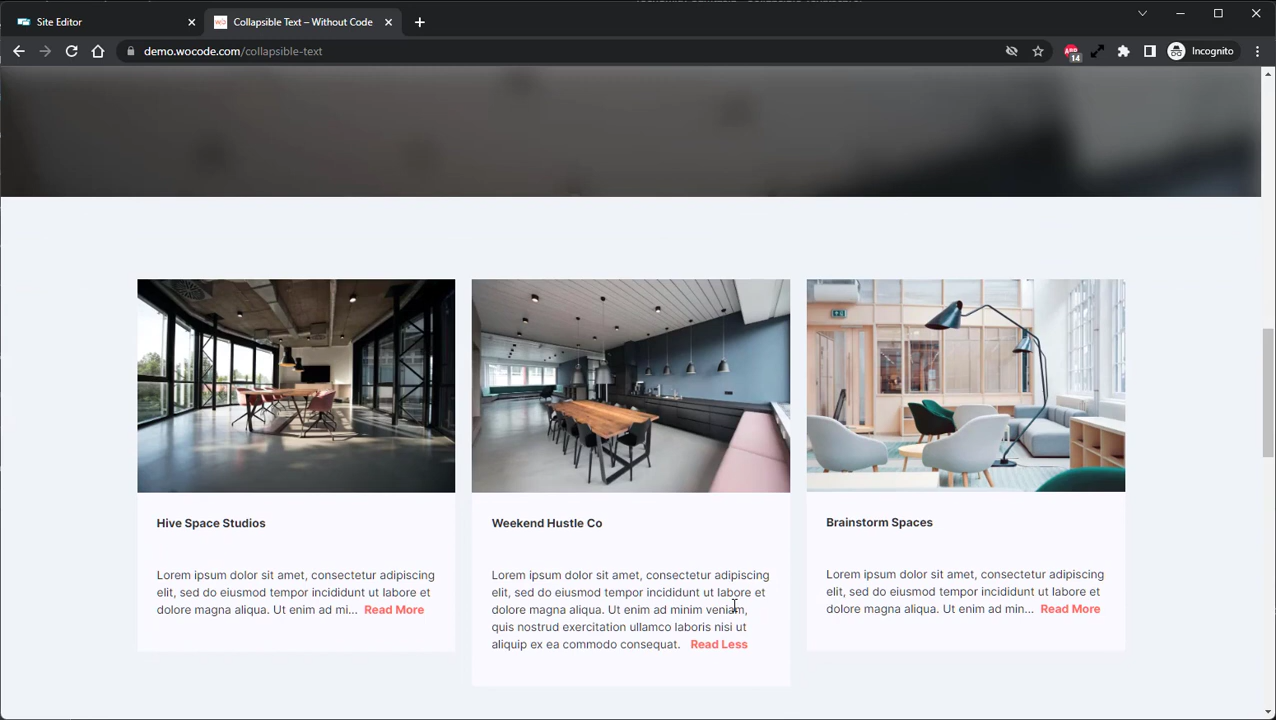 Site Editor
Collapsible Text – Without Code
demo.wocode.com/collapsible-text
14
Incognito
Hive Space Studios
Lorem ipsum dolor sit amet, consectetur adipiscing
elit, sed do eiusmod tempor incididunt ut labore et
dolore magna aliqua. Ut enim ad mi... Read More
Weekend Hustle Co
Lorem ipsum dolor sit amet, consectetur adipiscing
elit, sed do eiusmod tempor incididunt ut labore et
dolore magna aliqua. Ut enim ad minim veniam,
quis nostrud exercitation ullamco laboris nisi ut
aliquip ex ea commodo consequat. Read Less
Brainstorm Spaces
Lorem ipsum dolor sit amet, consectetur adipiscing
elit, sed do eiusmod tempor incididunt ut labore et
dolore magna aliqua. Ut enim ad min... Read More